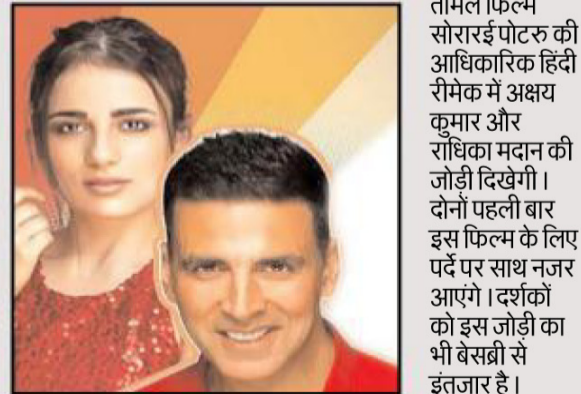 तमिल फिल्म
सोरारई पोटरु की
आधिकारिक हिंदी
रीमेक में अक्षय
कुमार और
राधिका मदान की
जोड़ी दिखेगी।
दोनों पहली बार
इस फिल्म के लिए
पर्दे पर साथ नजर
आएंगे।दर्शकों
को इस जोड़ी का
भी बेसब्री से
इंतजार है।